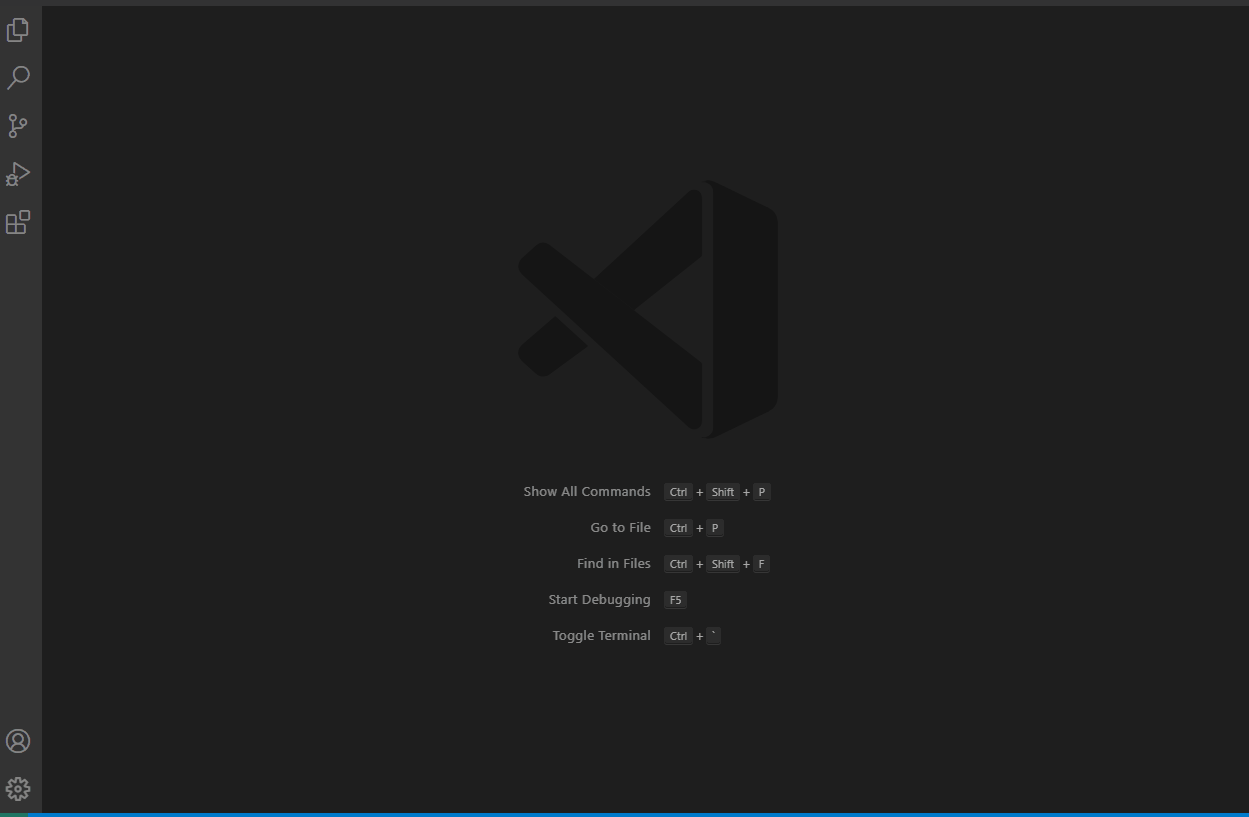 Show All Commands Ctrl + Shift + P
Go to File Ctrl + P
Find in Files Ctrl + Shift + F
Start Debugging F5
Toggle Terminal Ctrl + `